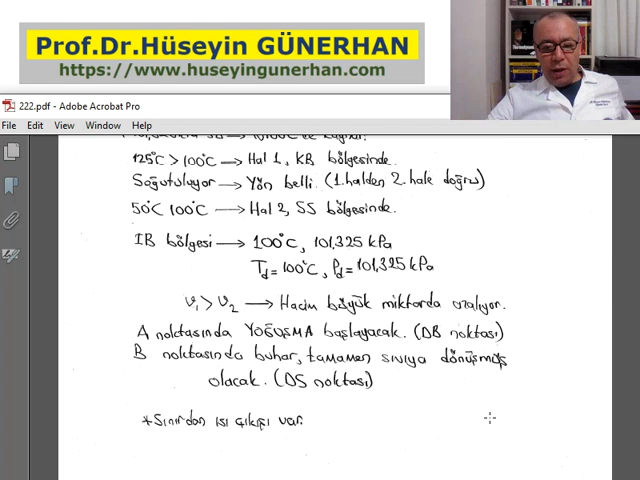 Prof.Dr.Hüseyin GÜNERHAN
https://www.huseyingunerhan.com
222.pdf - Adobe Acrobat Pro
File Edit View Window Help
125°C > 100°C → Hal 1, KB bölgesinde.
Soğutuluyor → Yön belli. (1. halden 2. hale doğru)
50°C < 100°C → Hal 2, SS bölgesinde.
IB bölgesi → 100°C, 101,325 kPa
Td = 100°C, Pd = 101,325 kPa
v1 > v2 → Hacim büyük miktarda azalıyor.
A noktasında YOĞUŞMA başlayacak. (DB noktası)
B noktasında buhar, tamamen sıvıya dönüşmüş
olacak. (DS noktası)
*Sınırdan ısı çıkışı var.